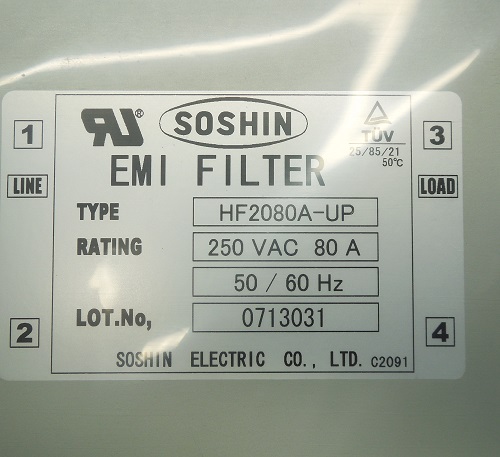 RU® SOSHIN TÜV
1 3
25/85/21
50℃
LINE EMI FILTER LOAD
TYPE HF2080A-UP
RATING 250 VAC 80 A
50 / 60 Hz
LOT.No, 0713031
2 4
SOSHIN ELECTRIC CO., LTD. C2091